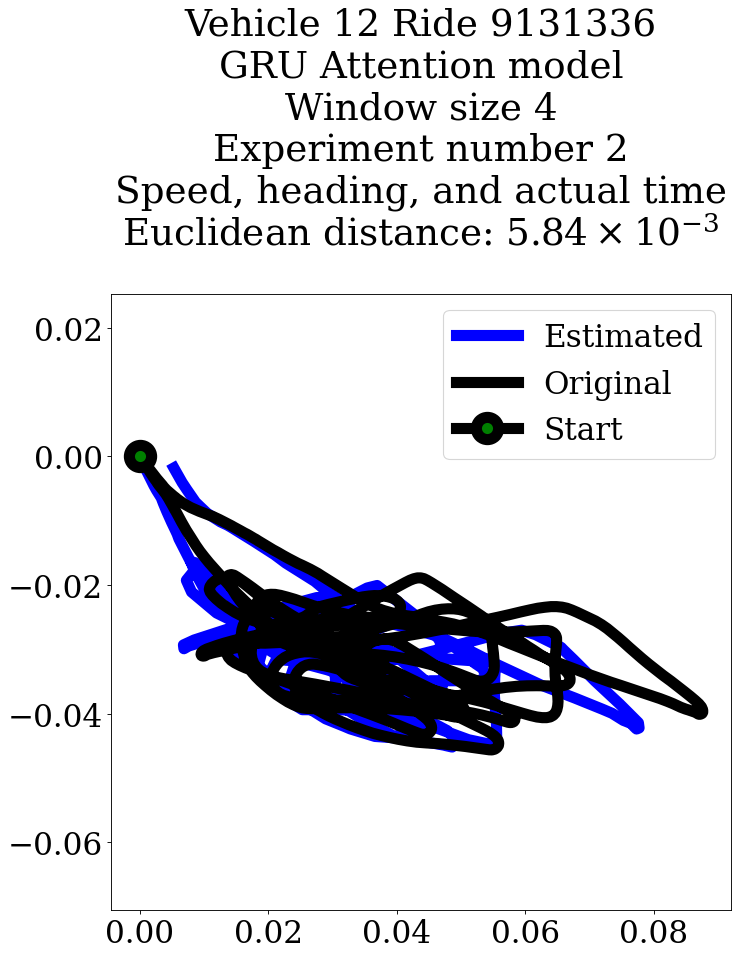 Vehicle 12 Ride 9131336
GRU Attention model
Window size 4
Experiment number 2
Speed, heading, and actual time
Euclidean distance: 5.84 × 10⁻³
Estimated
Original
Start
0.02
0.00
−0.02
−0.04
−0.06
0.00 0.02 0.04 0.06 0.08